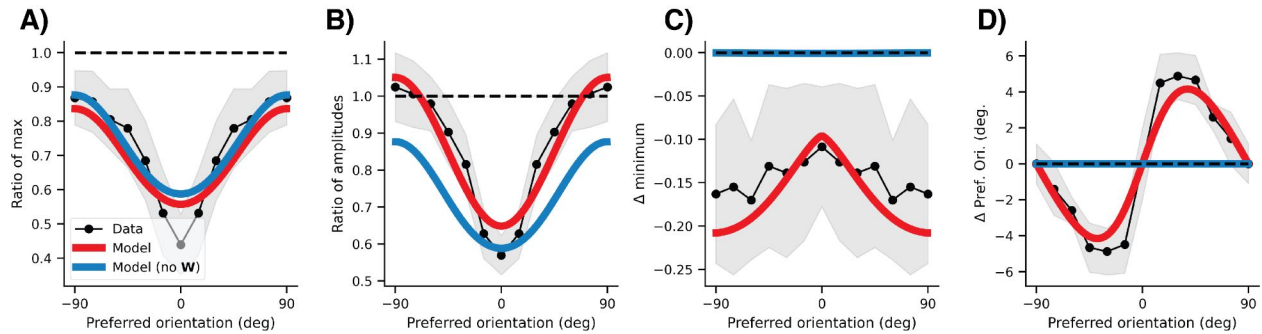 A)
Ratio of max
1.0
0.9
0.8
0.7
0.6
0.5
0.4
Data
Model
Model (no W)
−90
0
90
Preferred orientation (deg)
B)
Ratio of amplitudes
1.1
1.0
0.9
0.8
0.7
0.6
0.5
−90
0
90
Preferred orientation (deg)
C)
Δ minimum
0.00
−0.05
−0.10
−0.15
−0.20
−0.25
−90
0
90
Preferred orientation (deg)
D)
Δ Pref. Ori. (deg.
6
4
2
0
−2
−4
−6
−90
0
90
Preferred orientation (deg)